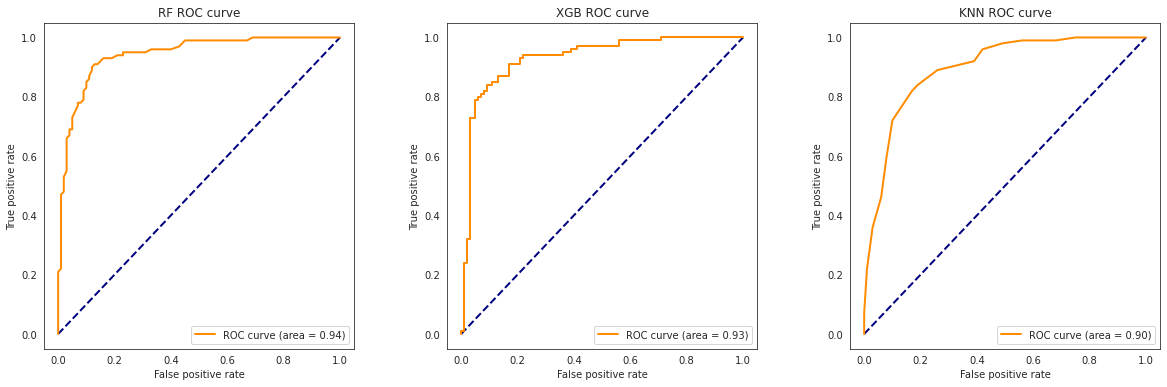 RF ROC curve
True positive rate
1.0
0.8
0.6
0.4
0.2
0.0
ROC curve (area = 0.94)
0.0 0.2 0.4 0.6 0.8 1.0
False positive rate
XGB ROC curve
True positive rate
1.0
0.8
0.6
0.4
0.2
0.0
ROC curve (area = 0.93)
0.0 0.2 0.4 0.6 0.8 1.0
False positive rate
KNN ROC curve
True positive rate
1.0
0.8
0.6
0.4
0.2
0.0
ROC curve (area = 0.90)
0.0 0.2 0.4 0.6 0.8 1.0
False positive rate